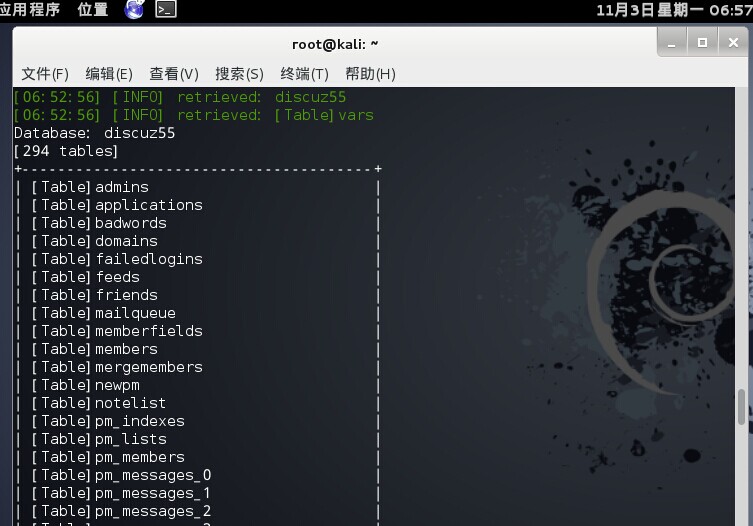 应用程序 位置 11月3日星期一 06:57
root@kali: ~
文件(F) 编辑(E) 查看(V) 搜索(S) 终端(T) 帮助(H)
[06:52:56] [INFO] retrieved: discuz55
[06:52:56] [INFO] retrieved: [Table]vars
Database: discuz55
[294 tables]
+---------------------------------------+
| [Table]admins |
| [Table]applications |
| [Table]badwords |
| [Table]domains |
| [Table]failedlogins |
| [Table]feeds |
| [Table]friends |
| [Table]mailqueue |
| [Table]memberfields |
| [Table]members |
| [Table]mergemembers |
| [Table]newpm |
| [Table]notelist |
| [Table]pm_indexes |
| [Table]pm_lists |
| [Table]pm_members |
| [Table]pm_messages_0 |
| [Table]pm_messages_1 |
| [Table]pm_messages_2 |